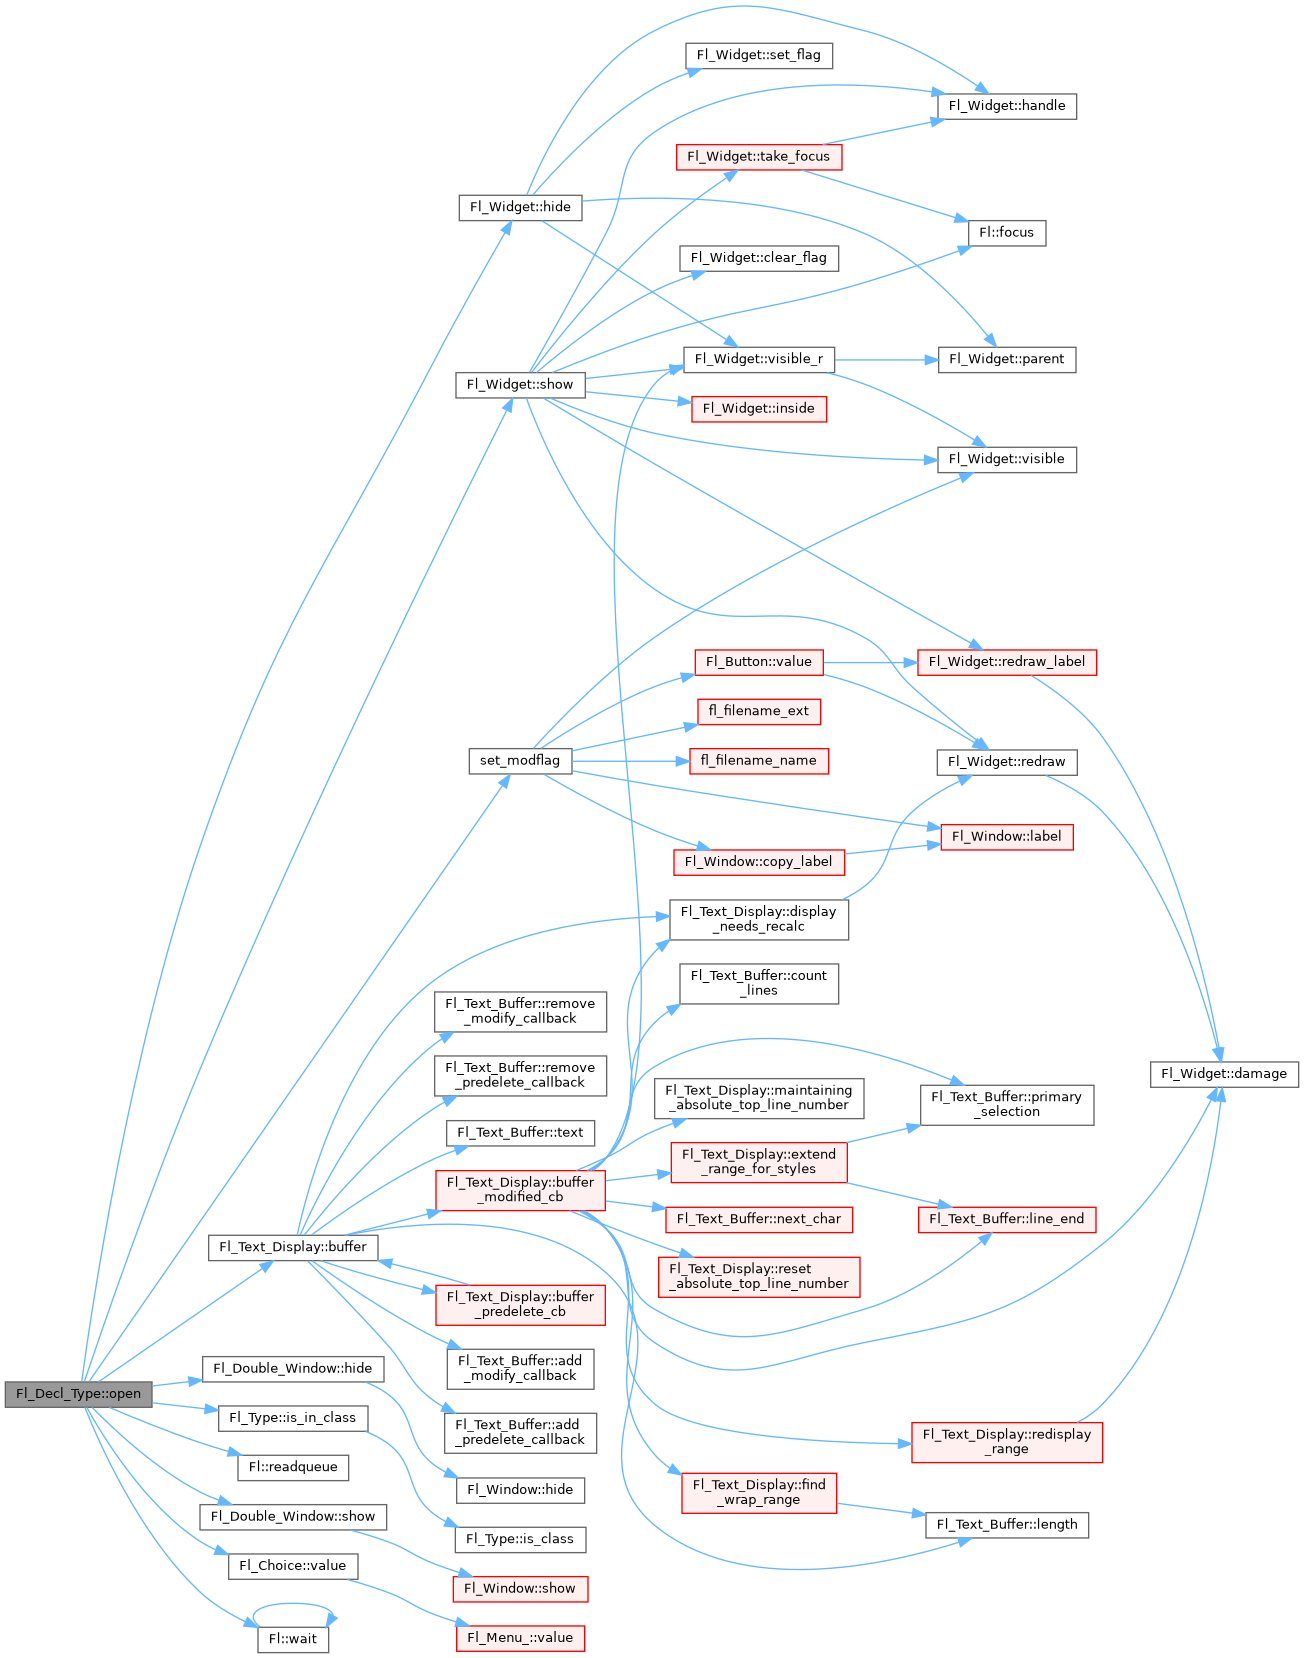 Fl_Widget::set_flag
Fl_Widget::handle
Fl_Widget::take_focus
Fl_Widget::hide
Fl::focus
Fl_Widget::clear_flag
Fl_Widget::visible_r
Fl_Widget::parent
Fl_Widget::show
Fl_Widget::inside
Fl_Widget::visible
Fl_Button::value
Fl_Widget::redraw_label
fl_filename_ext
set_modflag
fl_filename_name
Fl_Widget::redraw
Fl_Window::label
Fl_Window::copy_label
Fl_Text_Display::display
_needs_recalc
Fl_Text_Buffer::count
_lines
Fl_Text_Buffer::remove
_modify_callback
Fl_Text_Buffer::remove
_predelete_callback
Fl_Widget::damage
Fl_Text_Display::maintaining
_absolute_top_line_number
Fl_Text_Buffer::primary
_selection
Fl_Text_Buffer::text
Fl_Text_Display::extend
_range_for_styles
Fl_Text_Display::buffer
_modified_cb
Fl_Text_Buffer::next_char
Fl_Text_Buffer::line_end
Fl_Text_Display::buffer
Fl_Text_Display::reset
_absolute_top_line_number
Fl_Text_Display::buffer
_predelete_cb
Fl_Double_Window::hide
Fl_Text_Buffer::add
_modify_callback
Fl_Decl_Type::open
Fl_Type::is_in_class
Fl_Text_Buffer::add
_predelete_callback
Fl_Text_Display::redisplay
_range
Fl::readqueue
Fl_Window::hide
Fl_Text_Display::find
_wrap_range
Fl_Double_Window::show
Fl_Text_Buffer::length
Fl_Type::is_class
Fl_Choice::value
Fl_Window::show
Fl::wait
Fl_Menu_::value